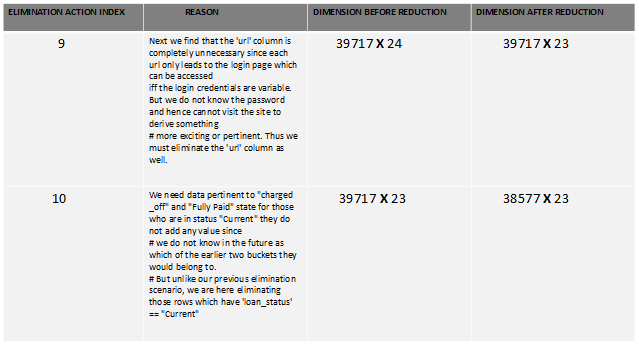 ELIMINATION ACTION INDEX REASON DIMENSION BEFORE REDUCTION DIMENSION AFTER REDUCTION
9
Next we find that the 'url' column is
completely unnecessary since each
url only leads to the login page which
can be accessed
iff the login credentials are variable.
But we do not know the password
and hence cannot visit the site to
derive something
# more exciting or pertinent. Thus we
must eliminate the 'url' column as
well.
39717 X 24
39717 X 23
10
We need data pertinent to "charged
_off" and "Fully Paid" state for those
who are in status "Current" they do
not add any value since
# we do not know in the future as
which of the earlier two buckets they
would belong to.
# But unlike our previous elimination
scenario, we are here eliminating
those rows which have 'loan_status'
== "Current"
39717 X 23
38577 X 23